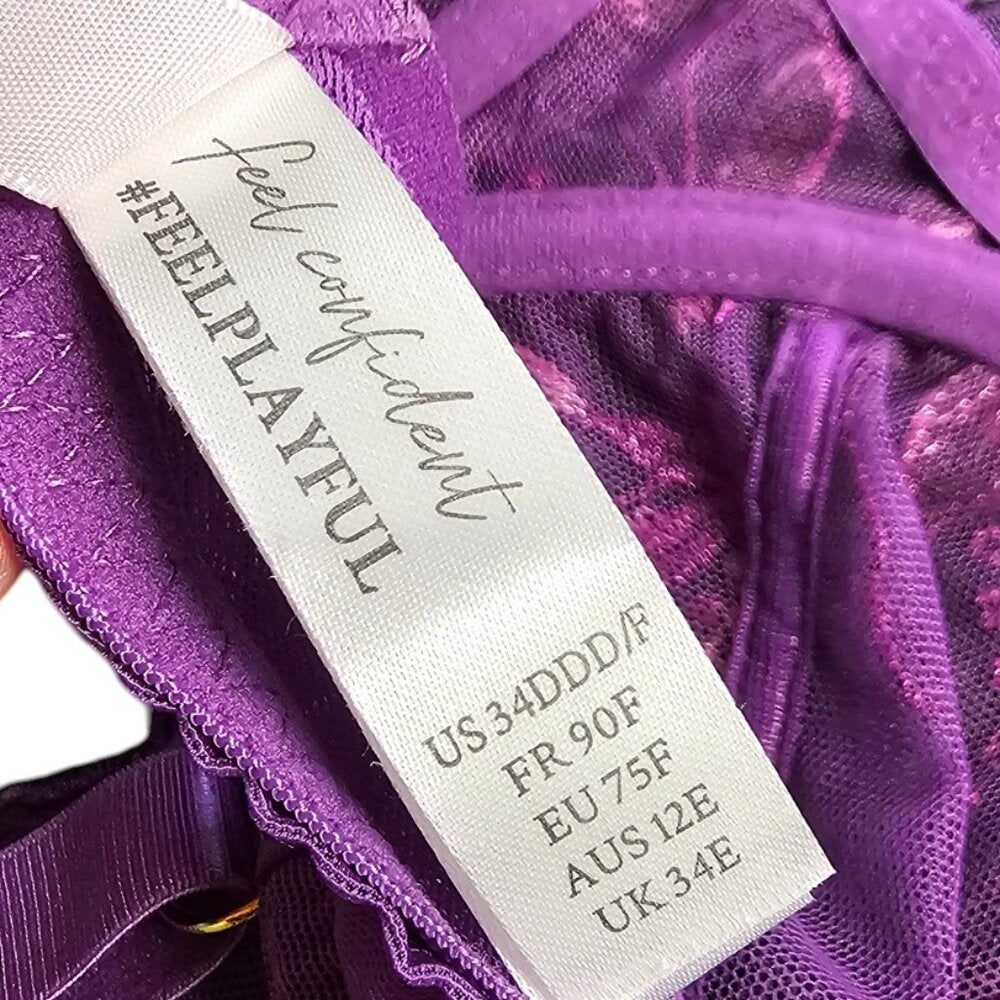 feel confident
#FEELPLAYFUL
US 34DDD/F
FR 90F
EU 75F
AUS 12E
UK 34E